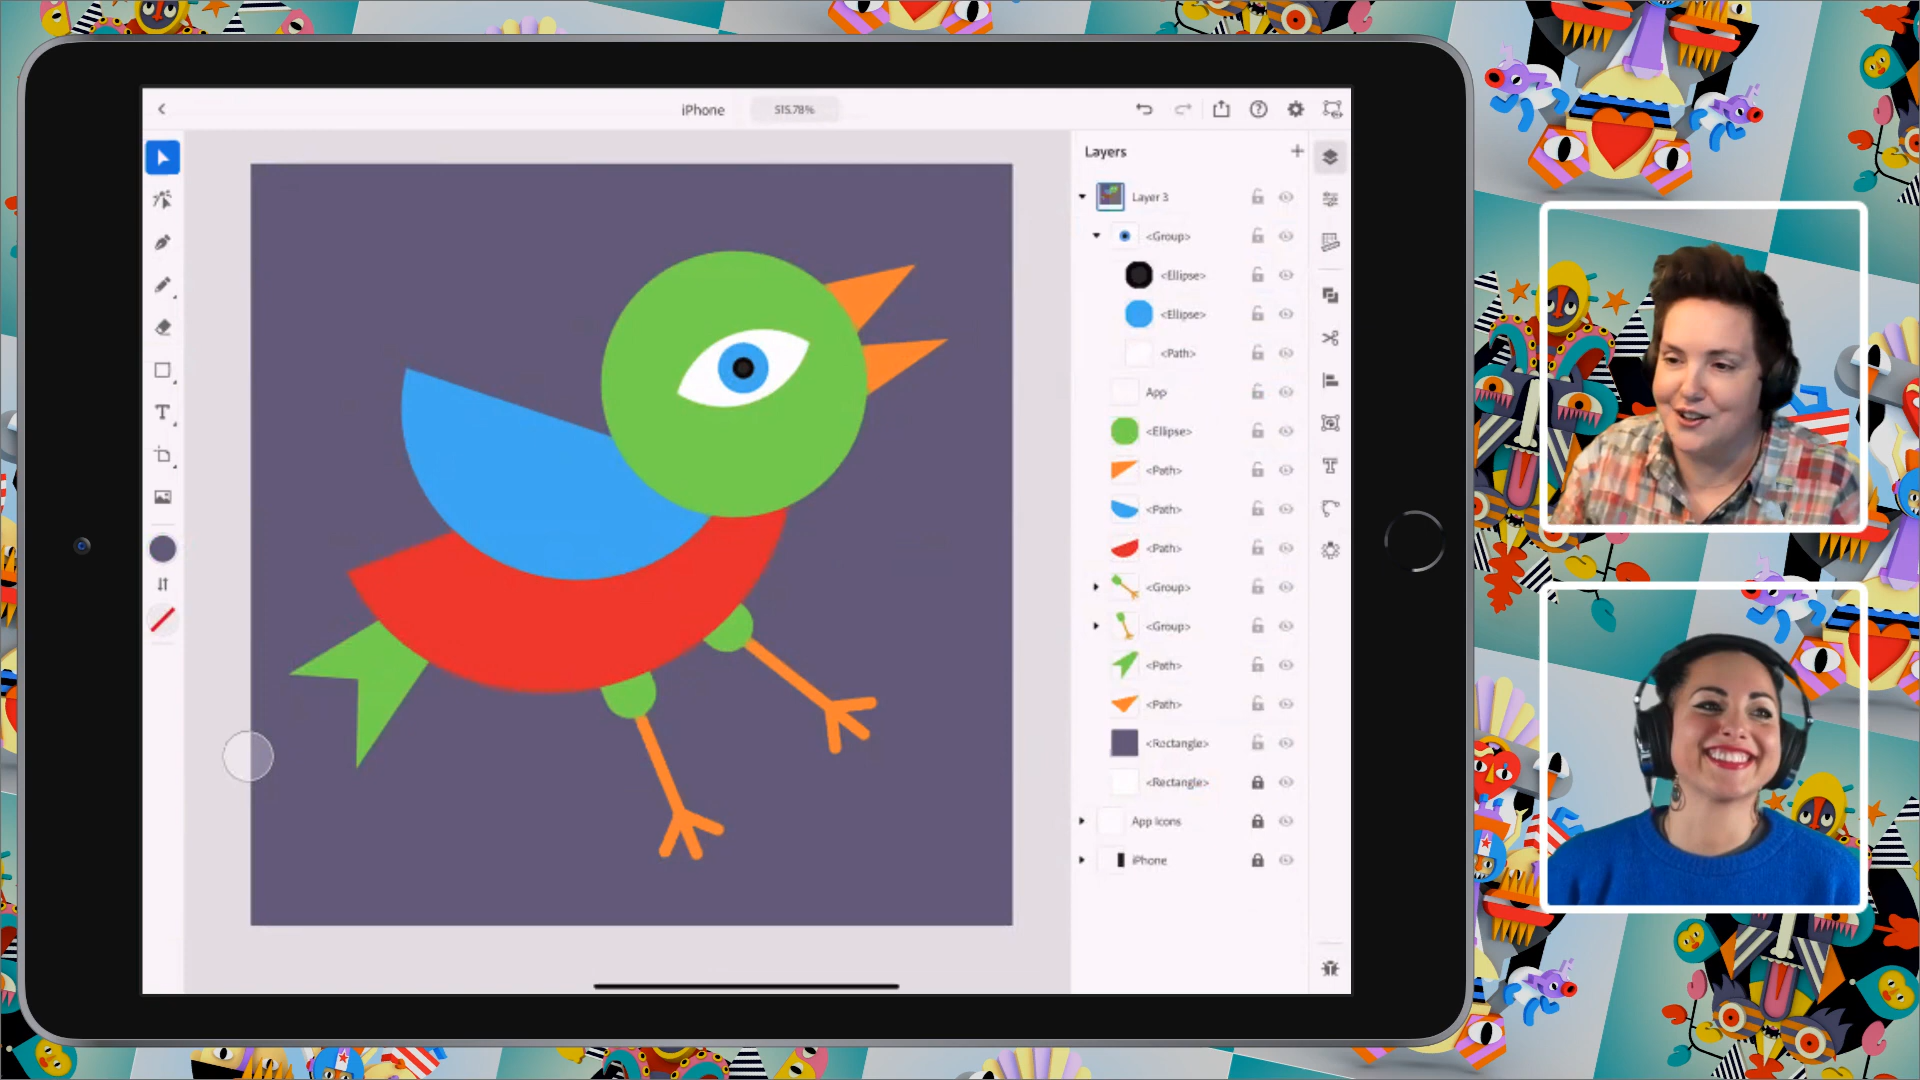 iPhone
515.78%
Layers
Layer 3
<Group>
<Ellipse>
<Ellipse>
<Path>
App
<Ellipse>
<Path>
<Path>
<Path>
<Group>
<Group>
<Path>
<Path>
<Rectangle>
<Rectangle>
App Icons
iPhone